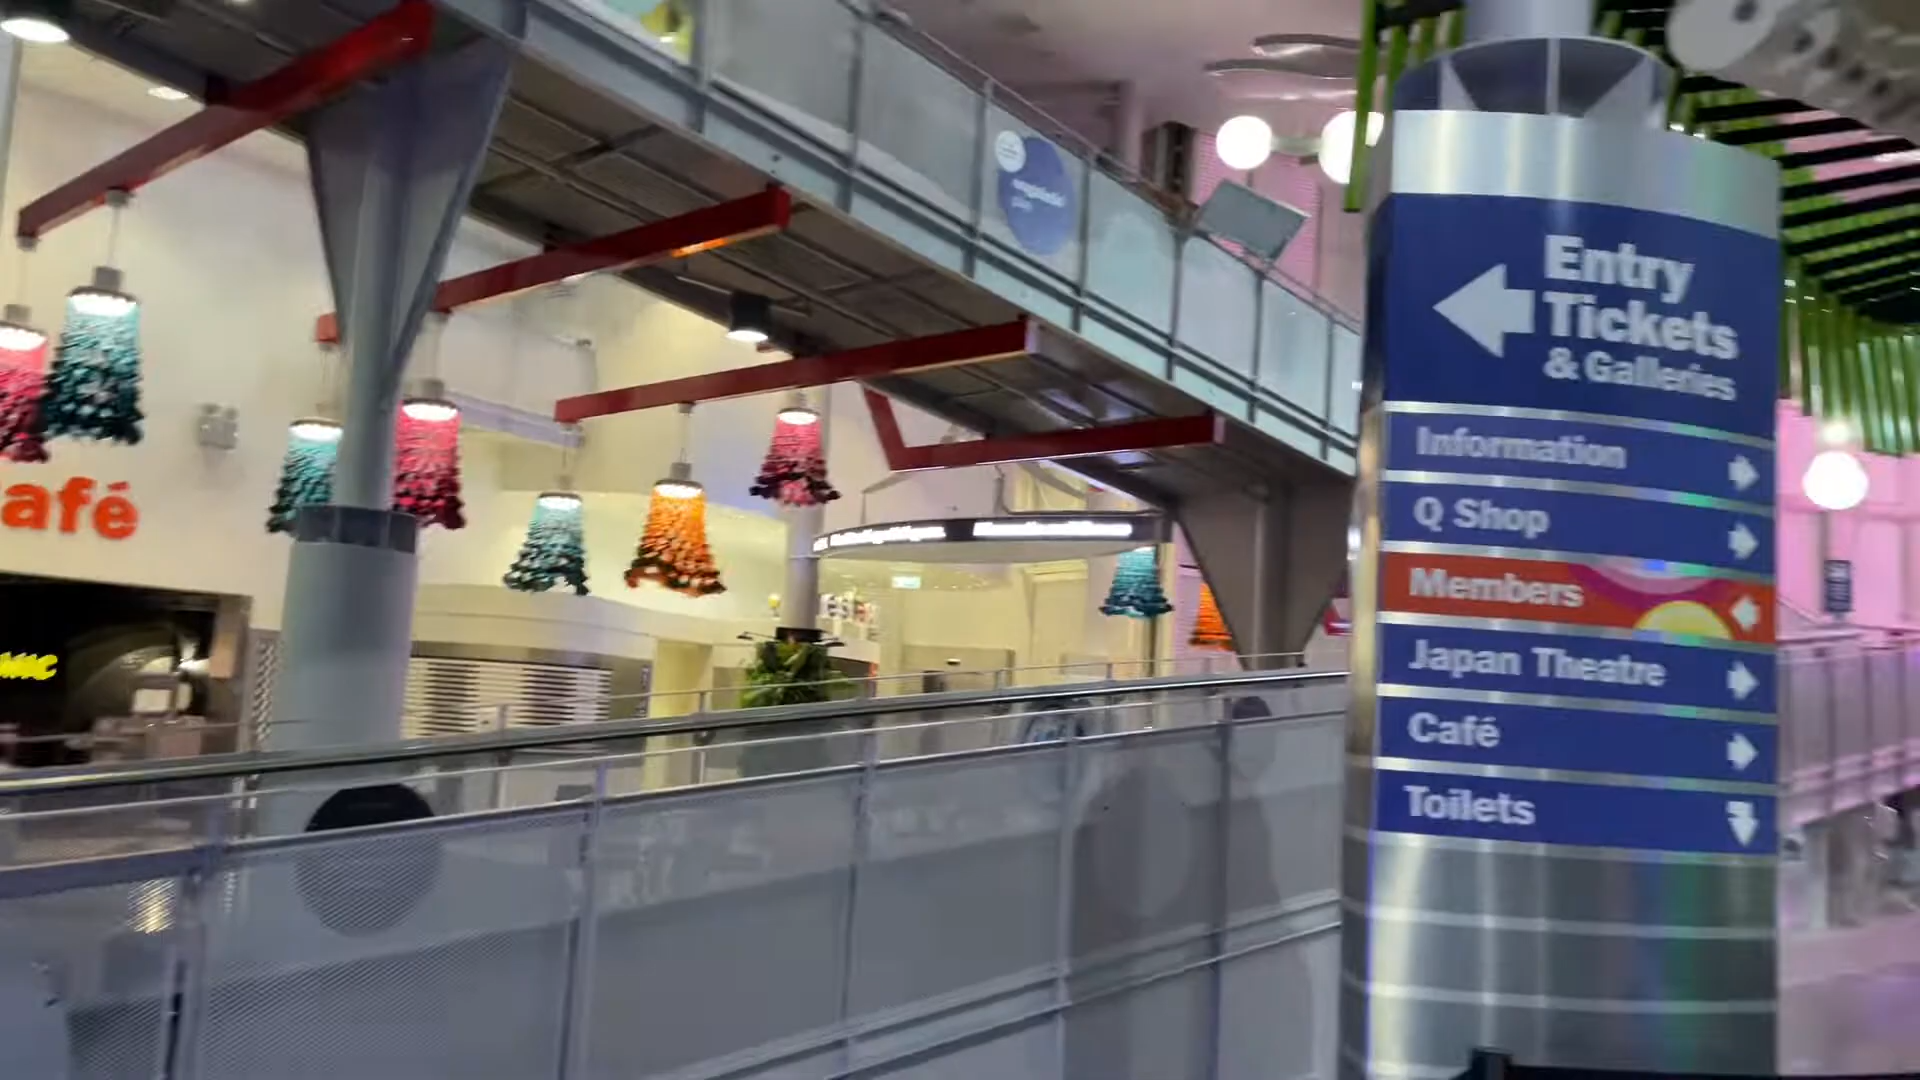 afé
Entry
Tickets
& Galleries
Information
Q Shop
Members
Japan Theatre
Café
Toilets